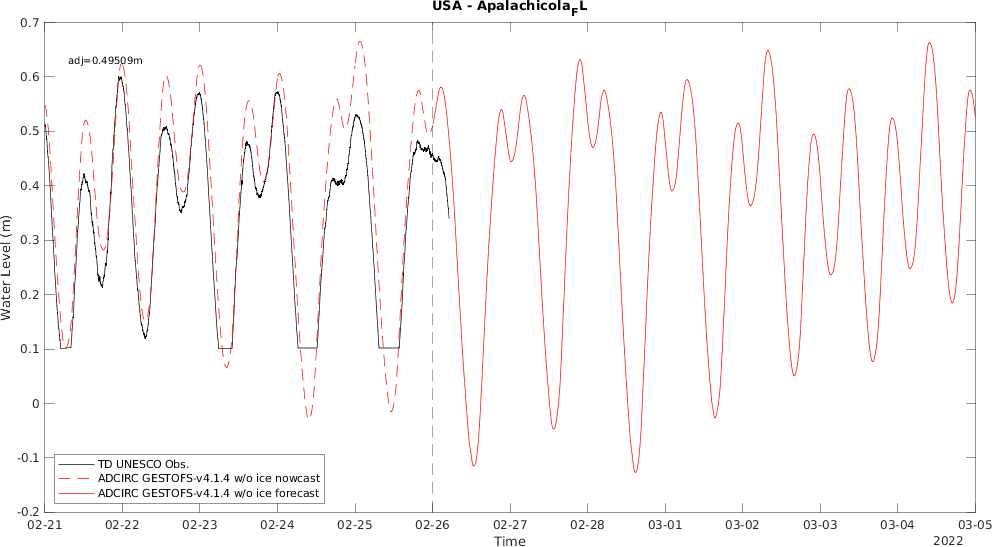 USA - Apalachicola_FL
0.7
0.6
0.5
0.4
0.3
0.2
0.1
0
-0.1
-0.2
Water Level (m)
adj=0.49509m
TD UNESCO Obs.
ADCIRC GESTOFS-v4.1.4 w/o ice nowcast
ADCIRC GESTOFS-v4.1.4 w/o ice forecast
02-21 02-22 02-23 02-24 02-25 02-26 02-27 02-28 03-01 03-02 03-03 03-04 03-05
Time
2022